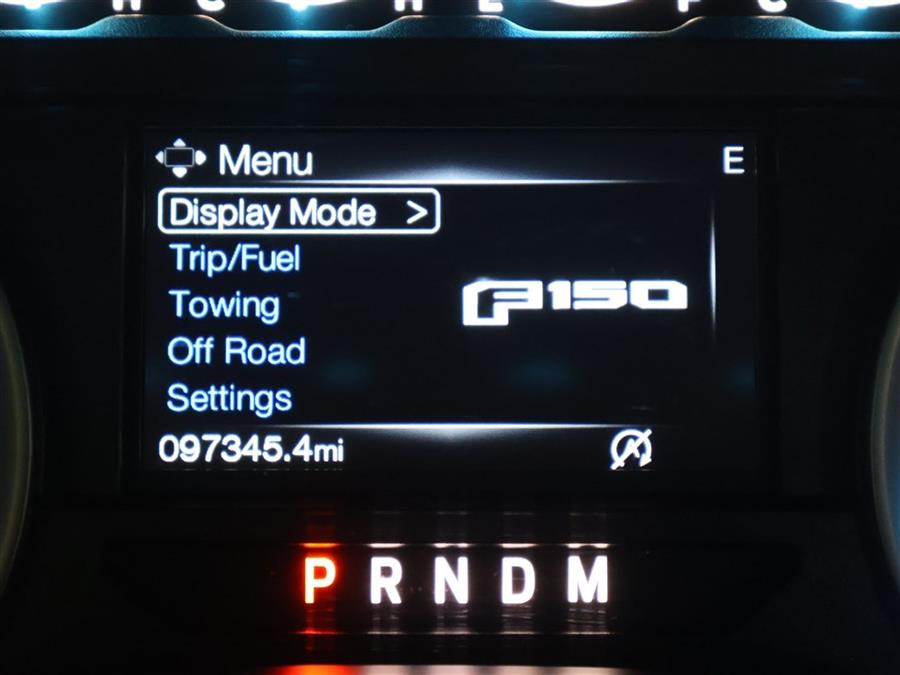 C H E F C
Menu E
Display Mode >
Trip/Fuel
Towing
F150
Off Road
Settings
097345.4mi A
P R N D M